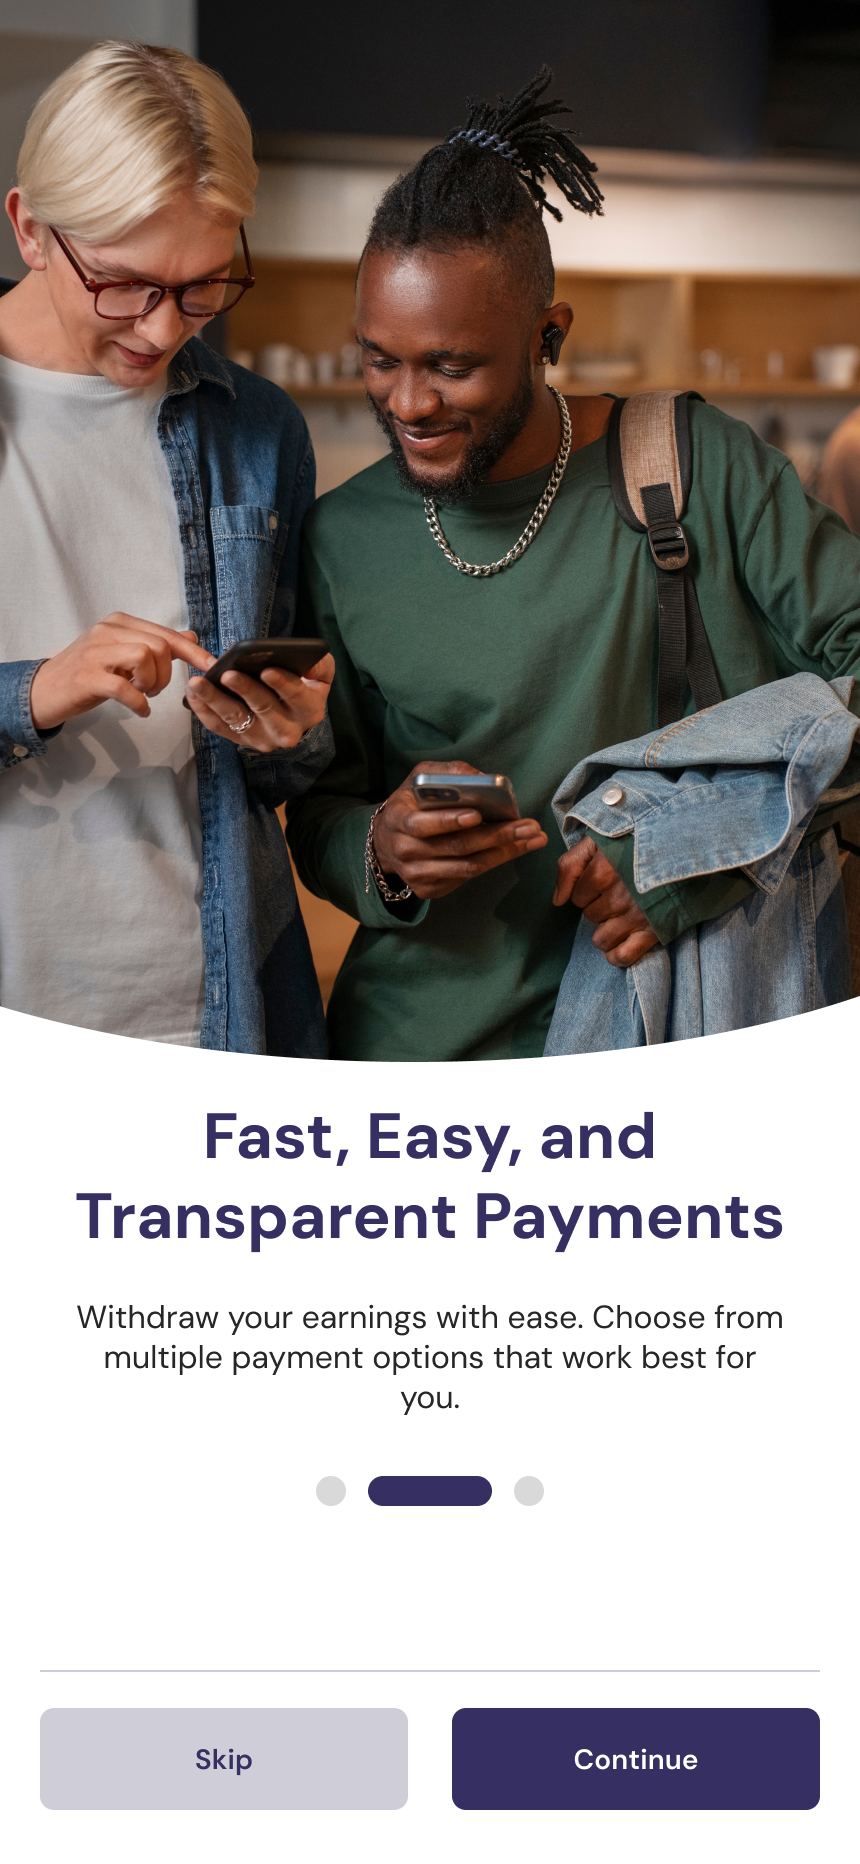 Fast, Easy, and
Transparent Payments
Withdraw your earnings with ease. Choose from
multiple payment options that work best for
you.
Skip
Continue